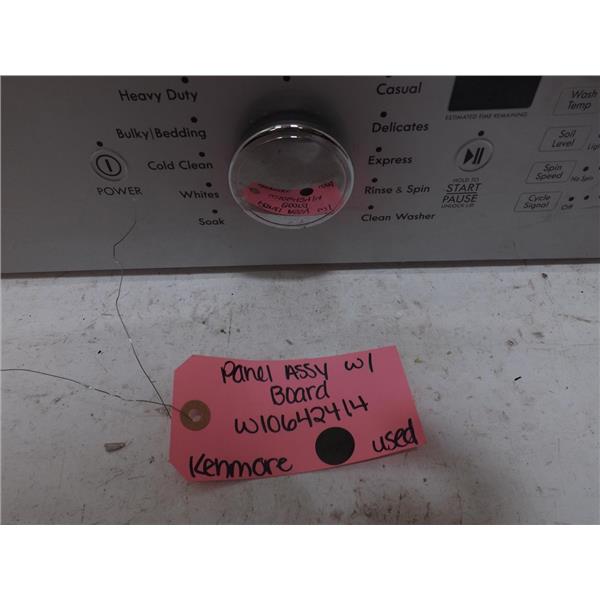 Heavy Duty
Bulky|Bedding
Cold Clean
Whites
Soak
POWER
Casual
Delicates
Express
Rinse & Spin
Clean Washer
ESTIMATED TIME REMAINING
HOLD TO
START
PAUSE
UNLOCK LID
Wash
Temp
Soil
Level
Spin
Speed
No Spin
Cycle
Signal
Off
Panel Assy w/
Board
W10642414
Kenmore
used